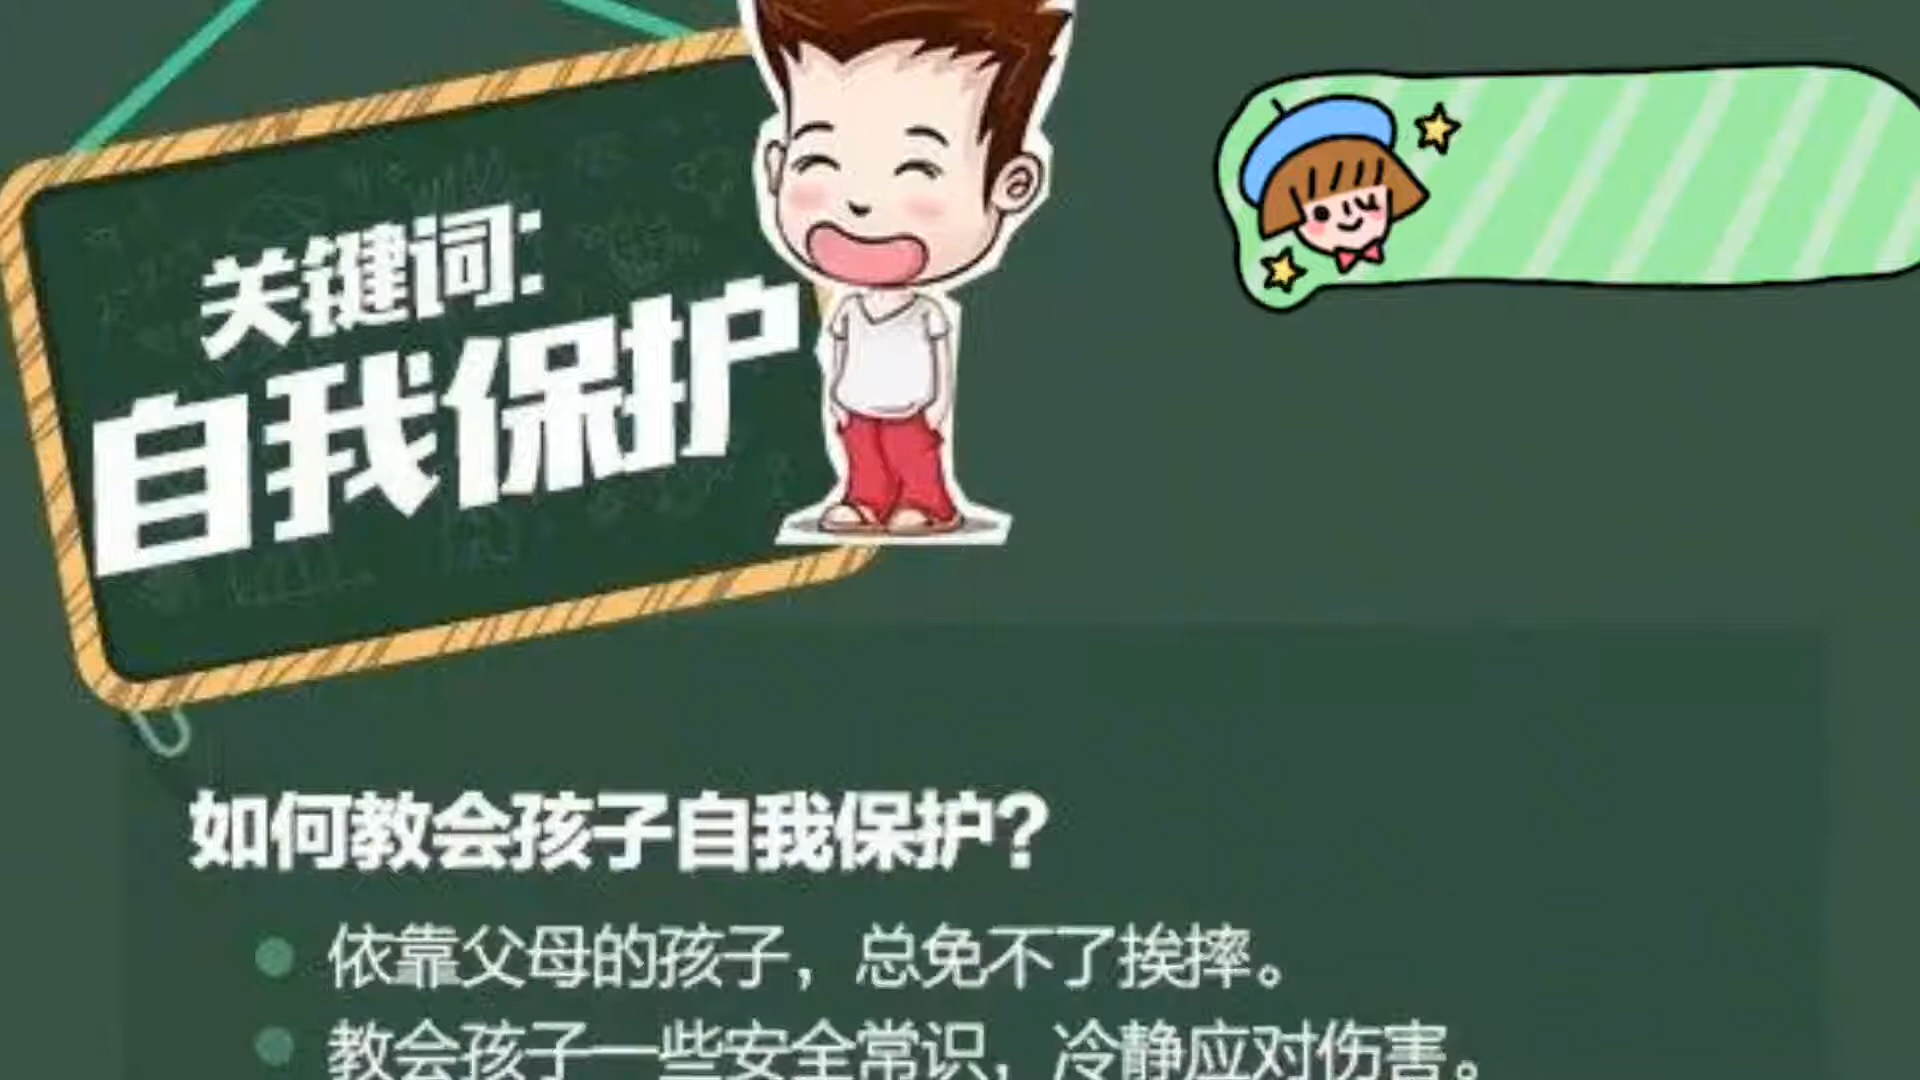 关键词:
自我保护
如何教会孩子自我保护?
依靠父母的孩子，总免不了挨摔。
教会孩子一些安全常识，冷静应对伤害。